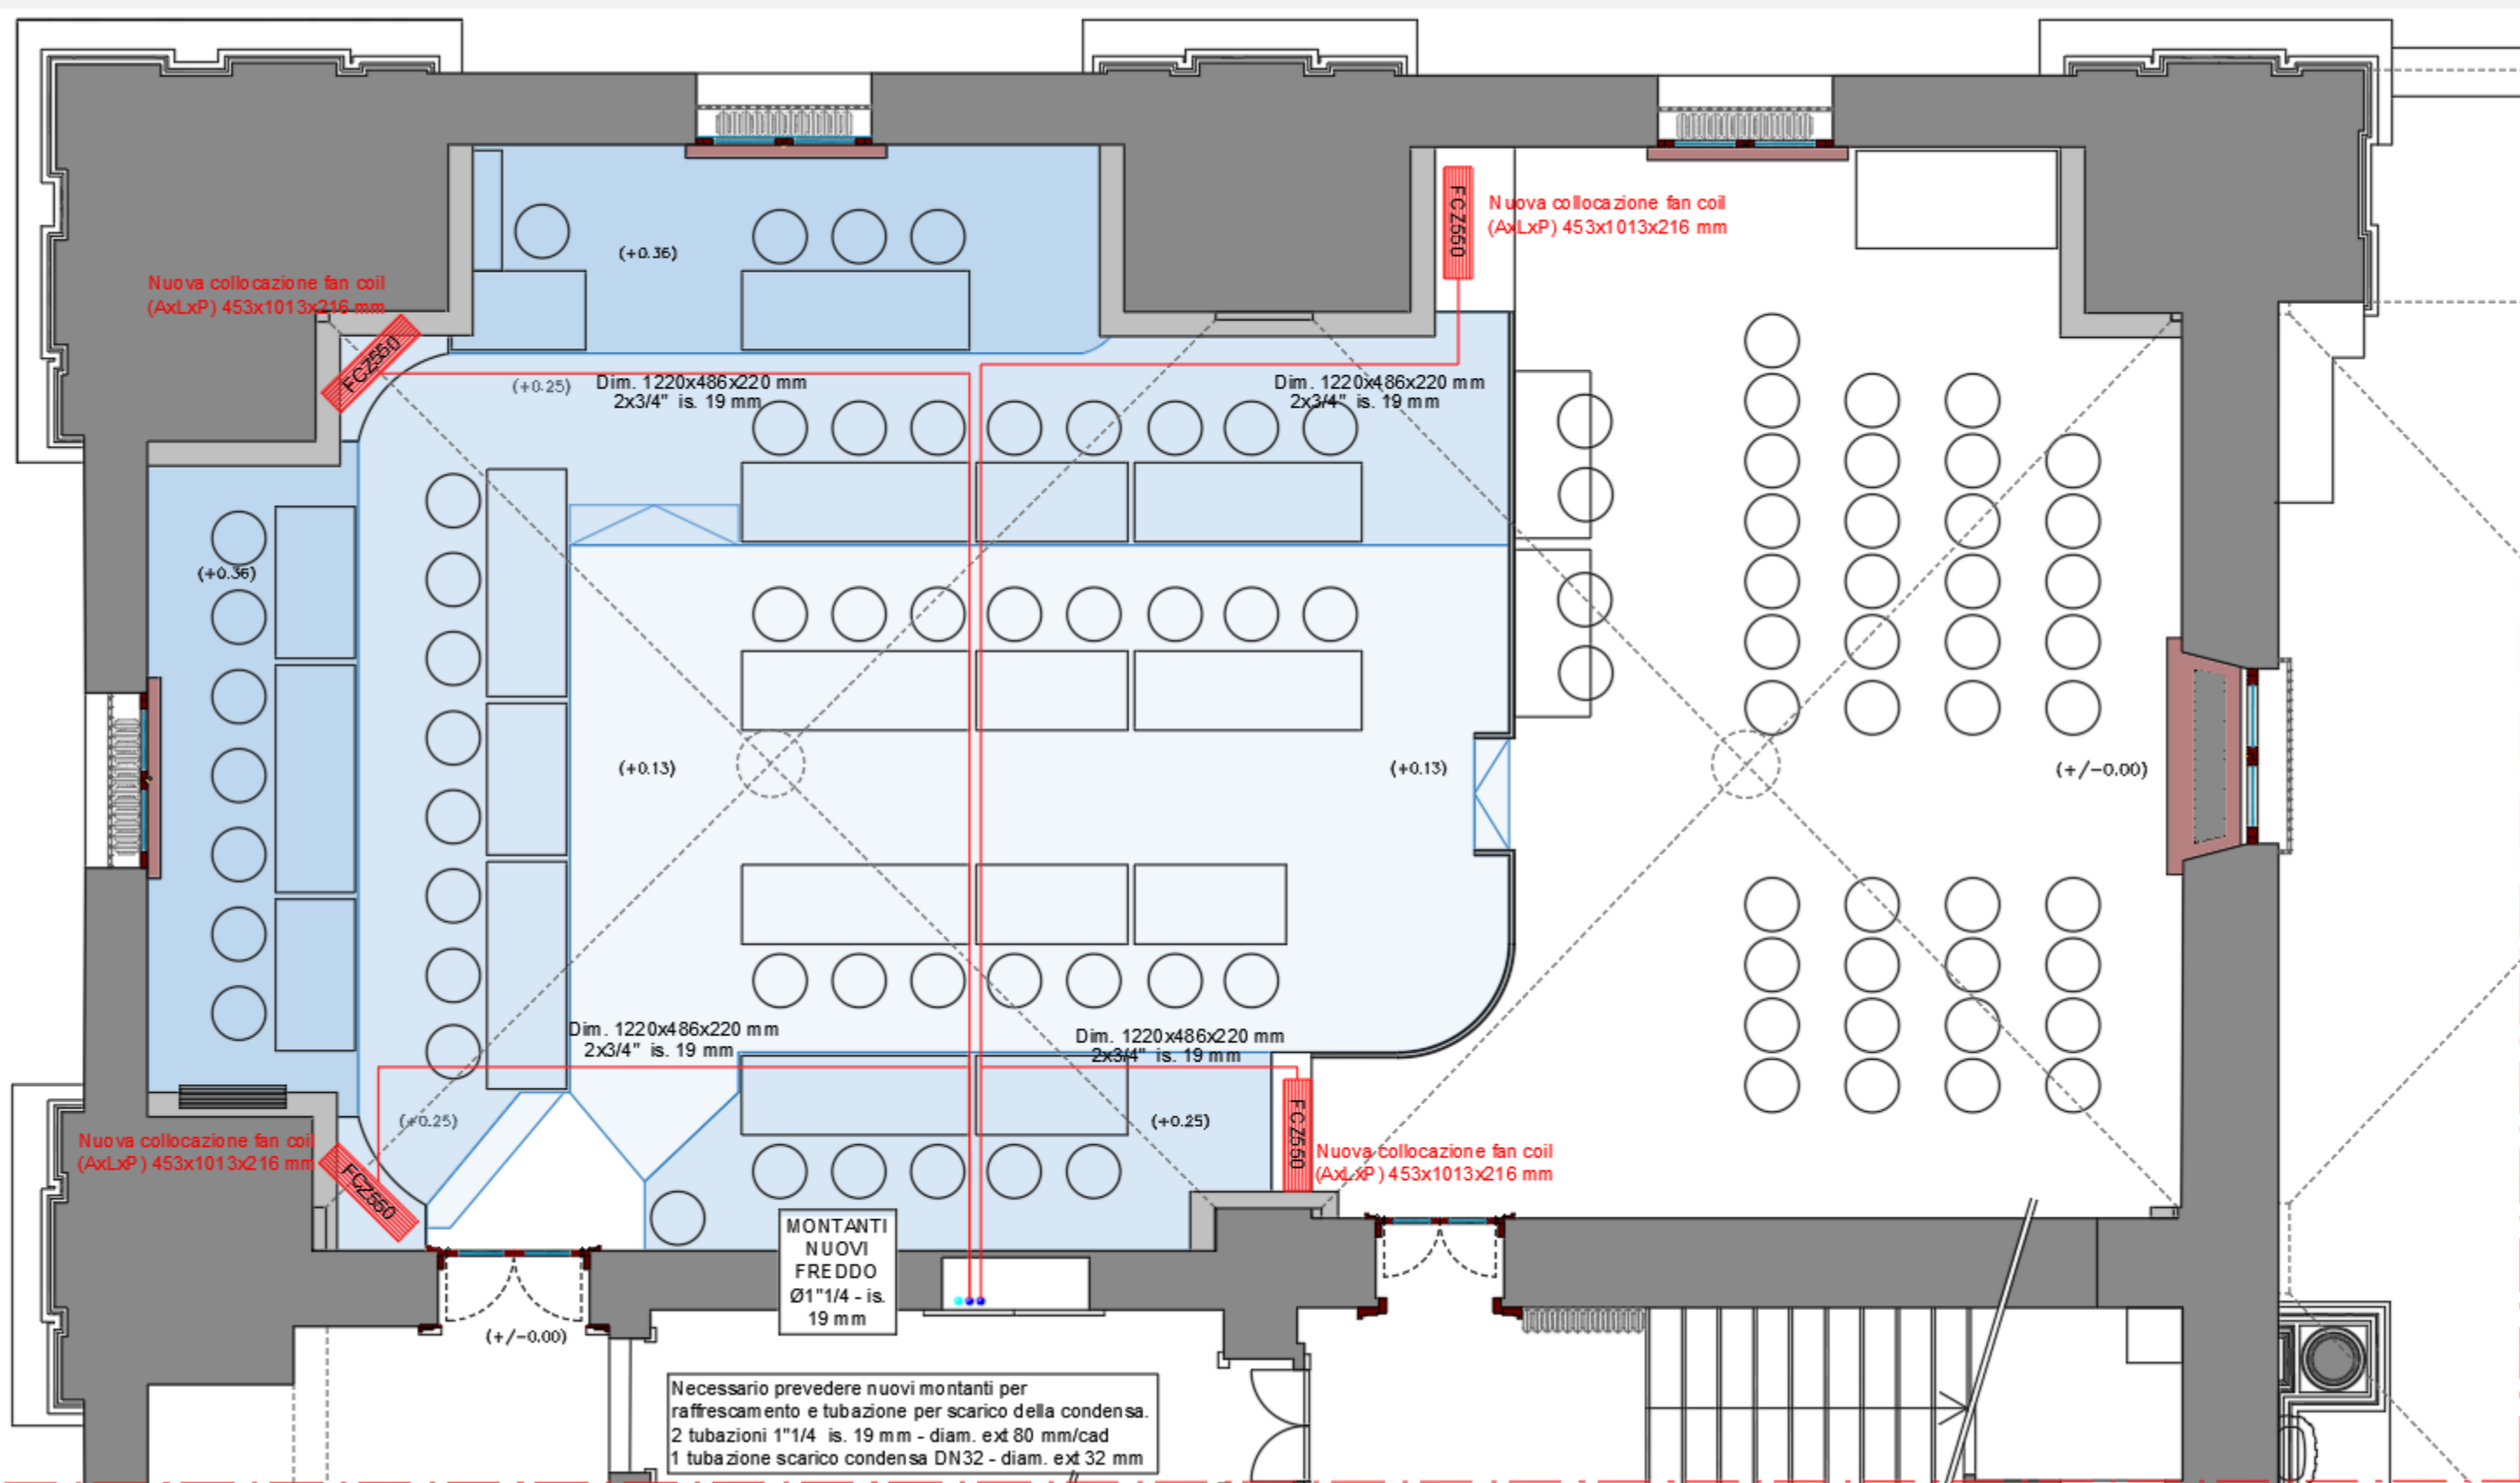 Nuova collocazione fan coil
(AxLxP) 453x1013x216 mm
FCZ550
(+0.36)
Nuova collocazione fan coil
(AxLxP) 453x1013x216 mm
FCZ550
(+0.25)
Dim. 1220x486x220 mm
2x3/4" is. 19 mm
Dim. 1220x486x220 mm
2x3/4" is. 19 mm
(+0.36)
(+0.13)
(+0.13)
(+/-0.00)
Dim. 1220x486x220 mm
2x3/4" is. 19 mm
Dim. 1220x486x220 mm
2x3/4" is. 19 mm
(+0.25)
(+0.25)
Nuova collocazione fan coil
(AxLxP) 453x1013x216 mm
FCZ550
FCZ550
Nuova collocazione fan coil
(AxLxP) 453x1013x216 mm
MONTANTI
NUOVI
FREDDO
Ø1"1/4 - is.
19 mm
(+/-0.00)
Necessario prevedere nuovi montanti per
raffrescamento e tubazione per scarico della condensa.
2 tubazioni 1"1/4 is. 19 mm - diam. ext 80 mm/cad
1 tubazione scarico condensa DN32 - diam. ext 32 mm